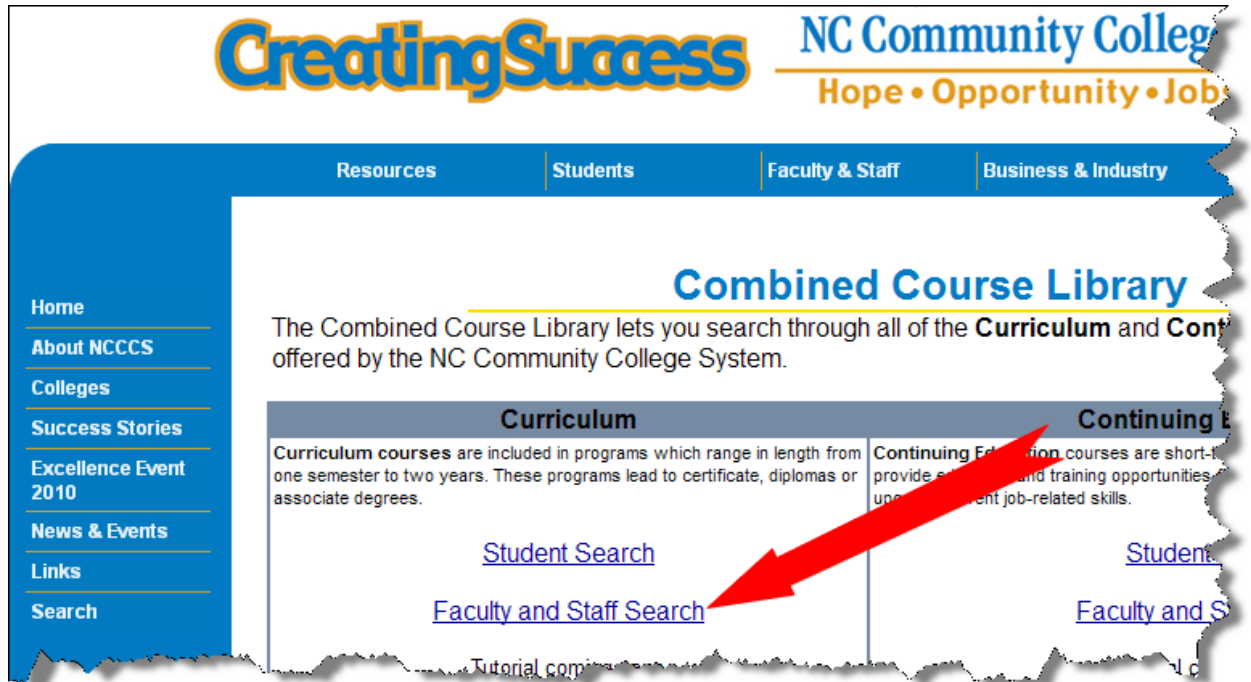 CreatingSuccess
NC Community
Hope • Opportunity •
Resources
Students
Faculty & Staff
Business & Industry
Home
About NCCCS
Colleges
Success Stories
Excellence Event
2010
News & Events
Links
Search
Combined Course Library
The Combined Course Library lets you search through all of the Curriculum and
offered by the NC Community College System.
Curriculum
Curriculum courses are included in programs which range in length from
one semester to two years. These programs lead to certificate, diplomas or
associate degrees.
Student Search
Faculty and Staff Search
Tutorial
Continuing
Continuing Education courses are
provide and training opportunities
job-related skills.
Student
Faculty and